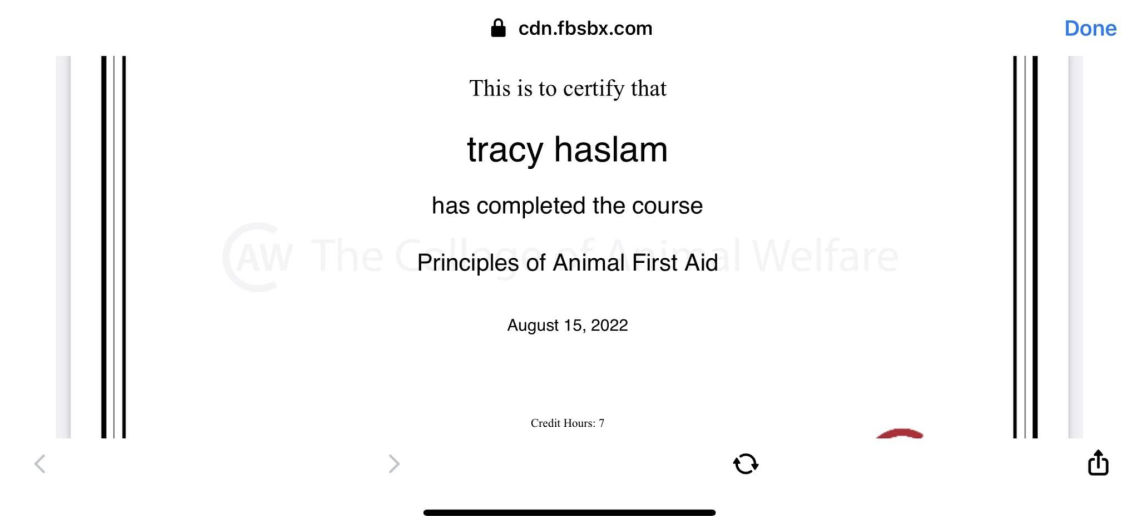 cdn.fbsbx.com Done
This is to certify that
tracy haslam
has completed the course
CAW The College of Animal Welfare
Principles of Animal First Aid
August 15, 2022
Credit Hours: 7